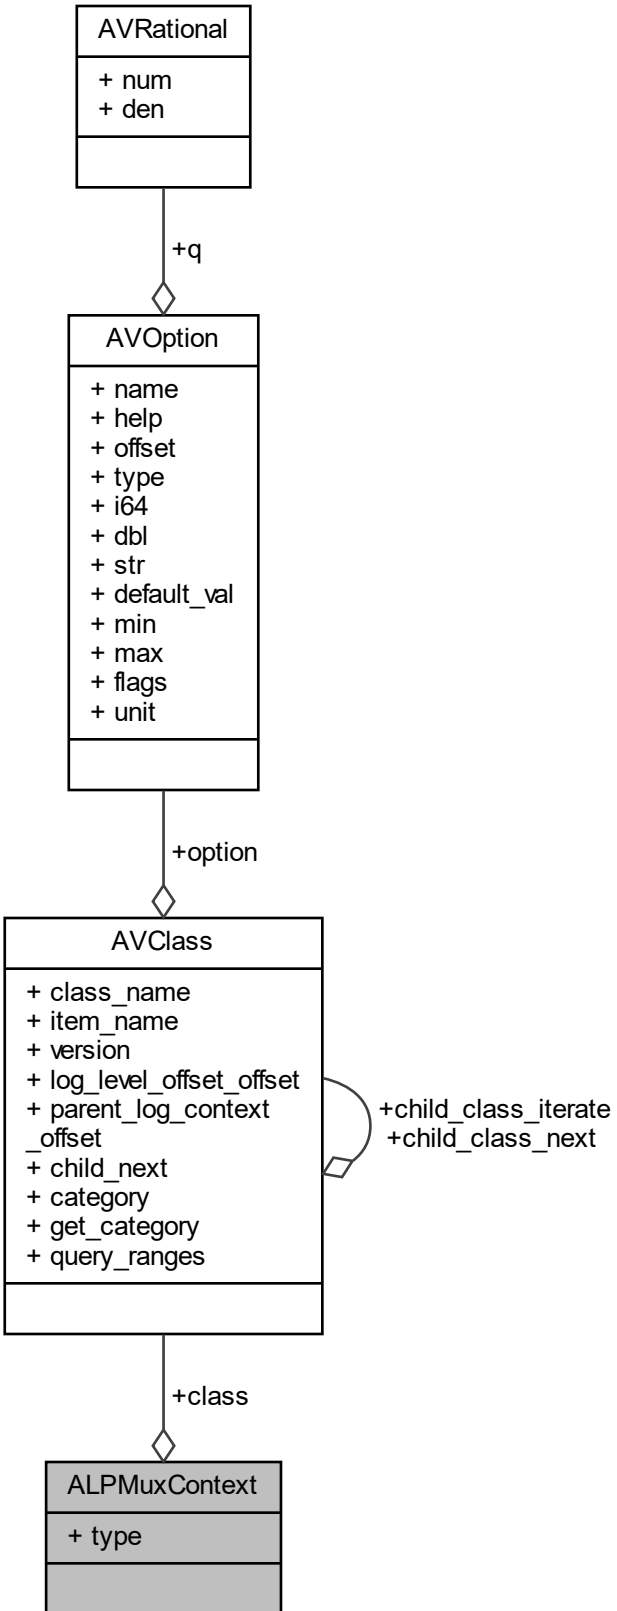 AVRational
+ num
+ den
+q
AVOption
+ name
+ help
+ offset
+ type
+ i64
+ dbl
+ str
+ default_val
+ min
+ max
+ flags
+ unit
+option
AVClass
+ class_name
+ item_name
+ version
+ log_level_offset_offset
+ parent_log_context
_offset
+ child_next
+ category
+ get_category
+ query_ranges
+child_class_iterate
+child_class_next
+class
ALPMuxContext
+ type